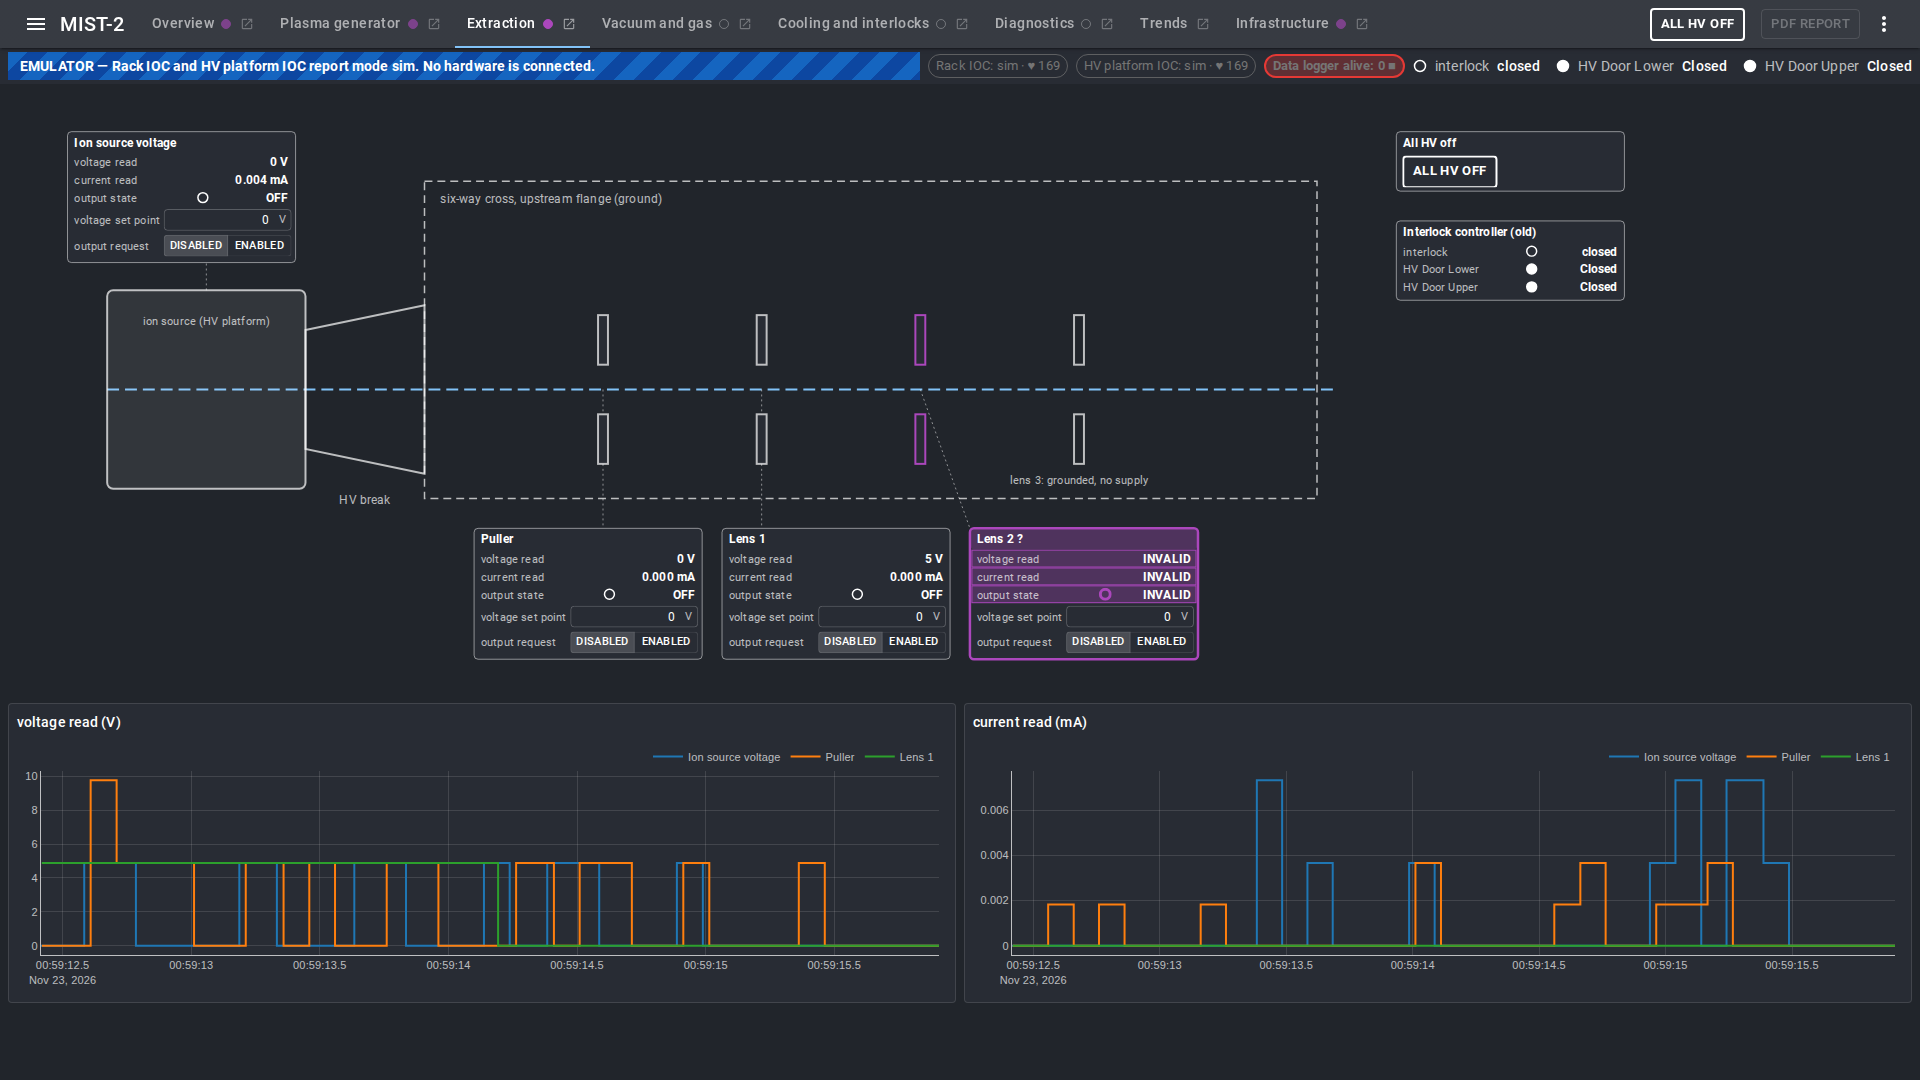 MIST-2 Overview Plasma generator Extraction Vacuum and gas Cooling and interlocks Diagnostics Trends Infrastructure ALL HV OFF PDF REPORT
EMULATOR — Rack IOC and HV platform IOC report mode sim. No hardware is connected. Rack IOC: sim · ♥ 169 HV platform IOC: sim · ♥ 169 Data logger alive: 0 ■ interlock closed HV Door Lower Closed HV Door Upper Closed
Ion source voltage
voltage read 0 V
current read 0.004 mA
output state OFF
voltage set point 0 V
output request DISABLED ENABLED
All HV off
ALL HV OFF
six-way cross, upstream flange (ground)
Interlock controller (old)
interlock closed
HV Door Lower Closed
HV Door Upper Closed
ion source (HV platform)
lens 3: grounded, no supply
HV break
Puller
voltage read 0 V
current read 0.000 mA
output state OFF
voltage set point 0 V
output request DISABLED ENABLED
Lens 1
voltage read 5 V
current read 0.000 mA
output state OFF
voltage set point 0 V
output request DISABLED ENABLED
Lens 2 ?
voltage read INVALID
current read INVALID
output state INVALID
voltage set point 0 V
output request DISABLED ENABLED
voltage read (V)
Ion source voltage Puller Lens 1
10
8
6
4
2
0
00:59:12.5 00:59:13 00:59:13.5 00:59:14 00:59:14.5 00:59:15 00:59:15.5
Nov 23, 2026
current read (mA)
Ion source voltage Puller Lens 1
0.006
0.004
0.002
0
00:59:12.5 00:59:13 00:59:13.5 00:59:14 00:59:14.5 00:59:15 00:59:15.5
Nov 23, 2026